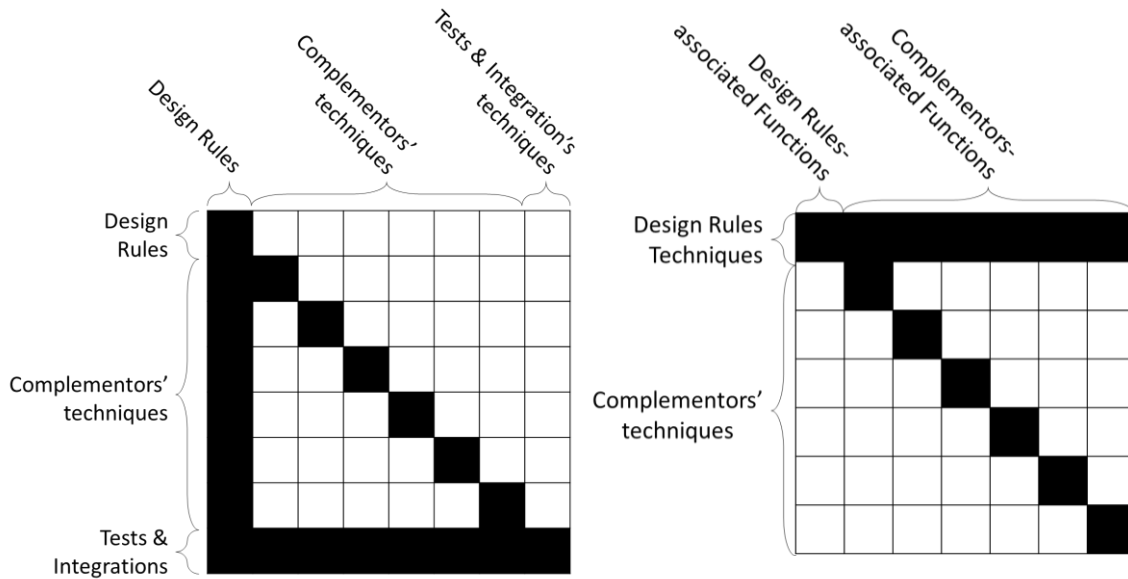 Design Rules
Complementors’
techniques
Tests & Integration’s
techniques
Design
Rules
Complementors’
techniques
Tests &
Integrations
Design Rules-
associated Functions
Complementors-
associated Functions
Design Rules
Techniques
Complementors’
techniques